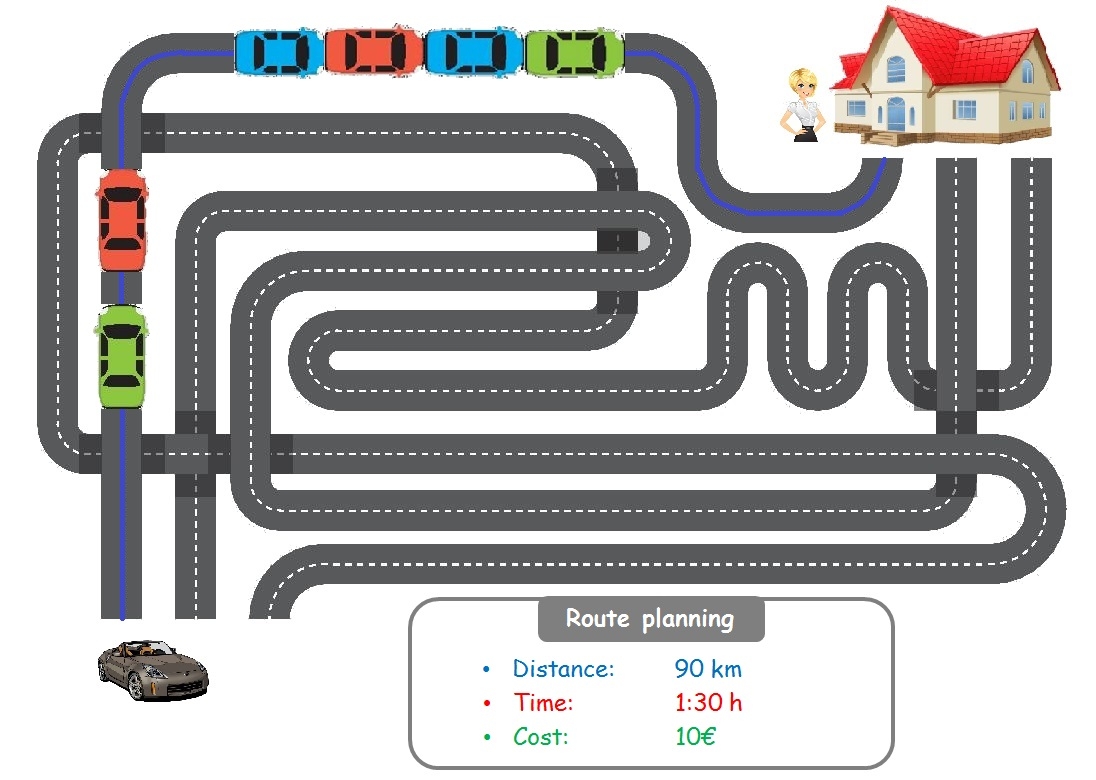 Route planning
• Distance: 90 km
• Time: 1:30 h
• Cost: 10€